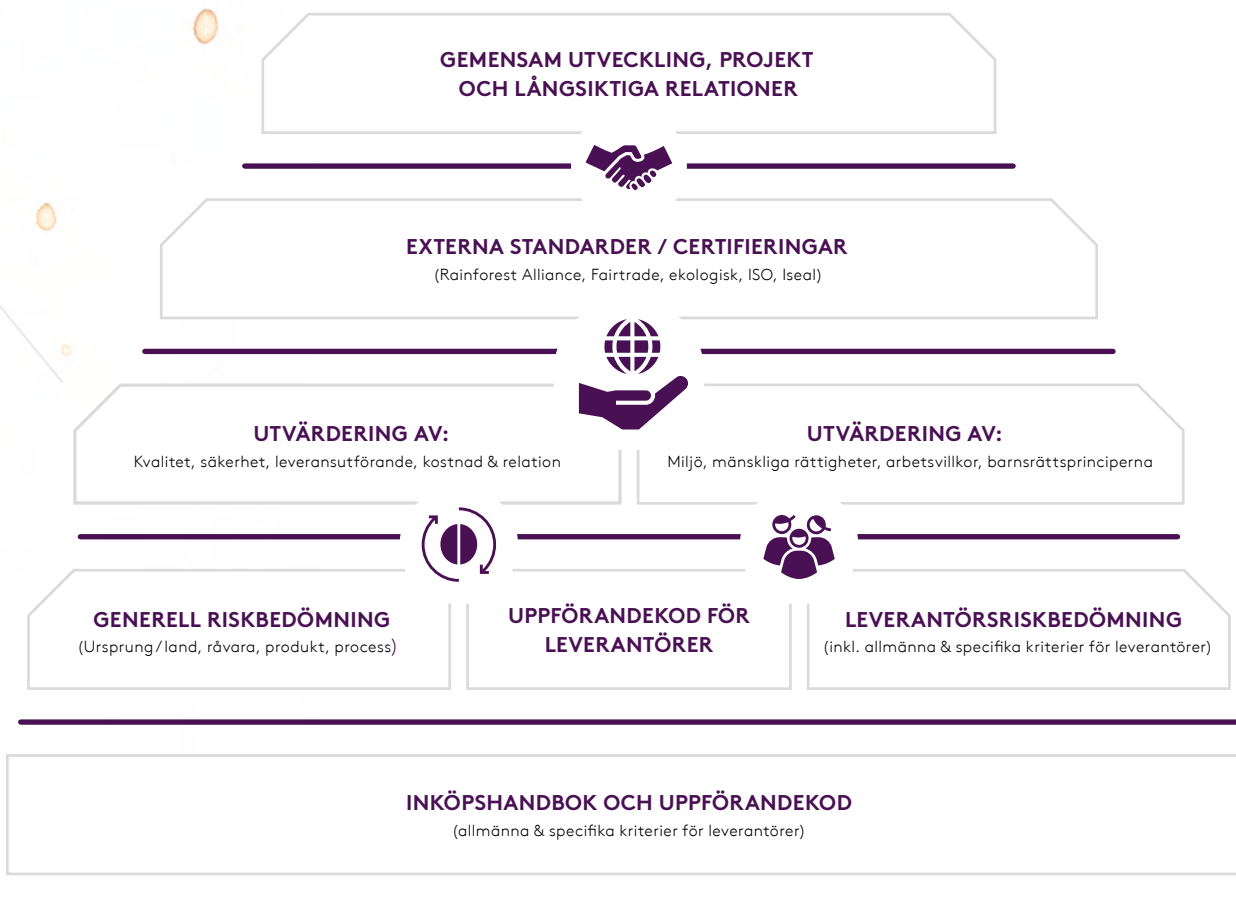 GEMENSAM UTVECKLING, PROJEKT
OCH LÅNGSIKTIGA RELATIONER
EXTERNA STANDARDER / CERTIFIERINGAR
(Rainforest Alliance, Fairtrade, ekologisk, ISO, Iseal)
UTVÄRDERING AV:
Kvalitet, säkerhet, leveransutförande, kostnad & relation
UTVÄRDERING AV:
Miljö, mänskliga rättigheter, arbetsvillkor, barnsrättsprinciperna
GENERELL RISKBEDÖMNING
(Ursprung/land, råvara, produkt, process)
UPPFÖRANDEKOD FÖR
LEVERANTÖRER
LEVERANTÖRSRISKBEDÖMNING
(inkl. allmänna & specifika kriterier för leverantörer)
INKÖPSHANDBOK OCH UPPFÖRANDEKOD
(allmänna & specifika kriterier för leverantörer)